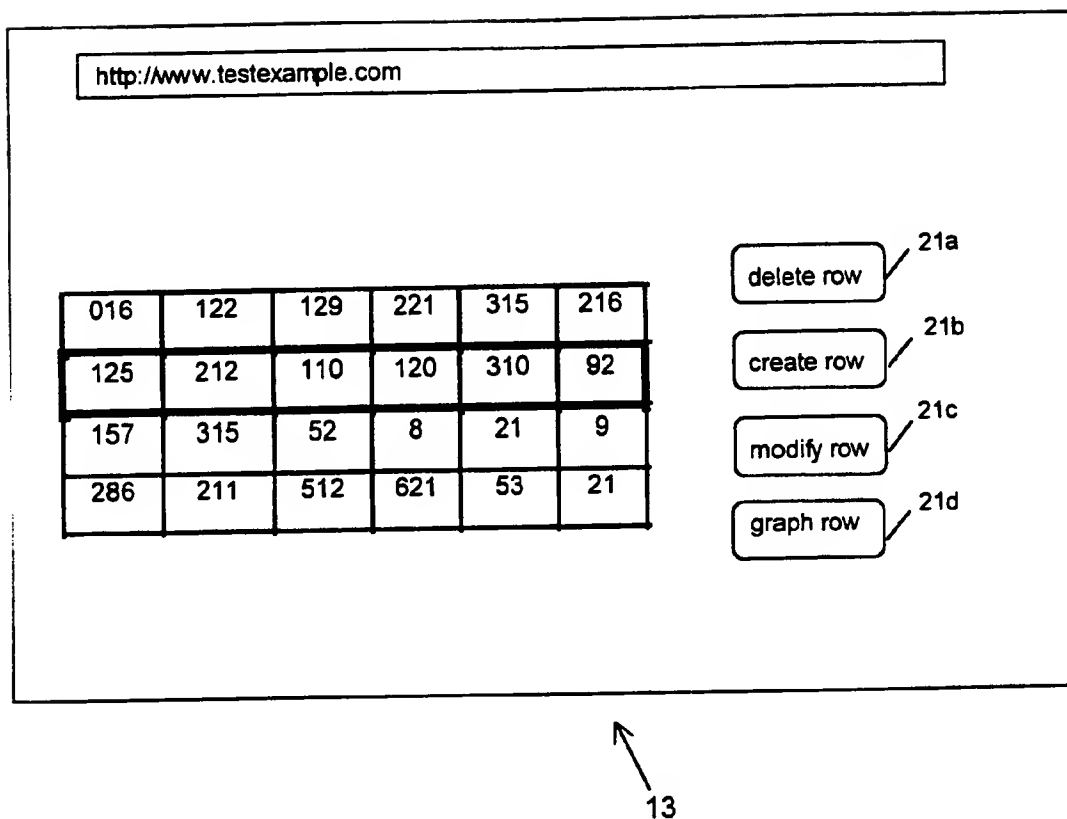 http://www.testexample.com
016 122 129 221 315 216
125 212 110 120 310 92
157 315 52 8 21 9
286 211 512 621 53 21
delete row 21a
create row 21b
modify row 21c
graph row 21d
13